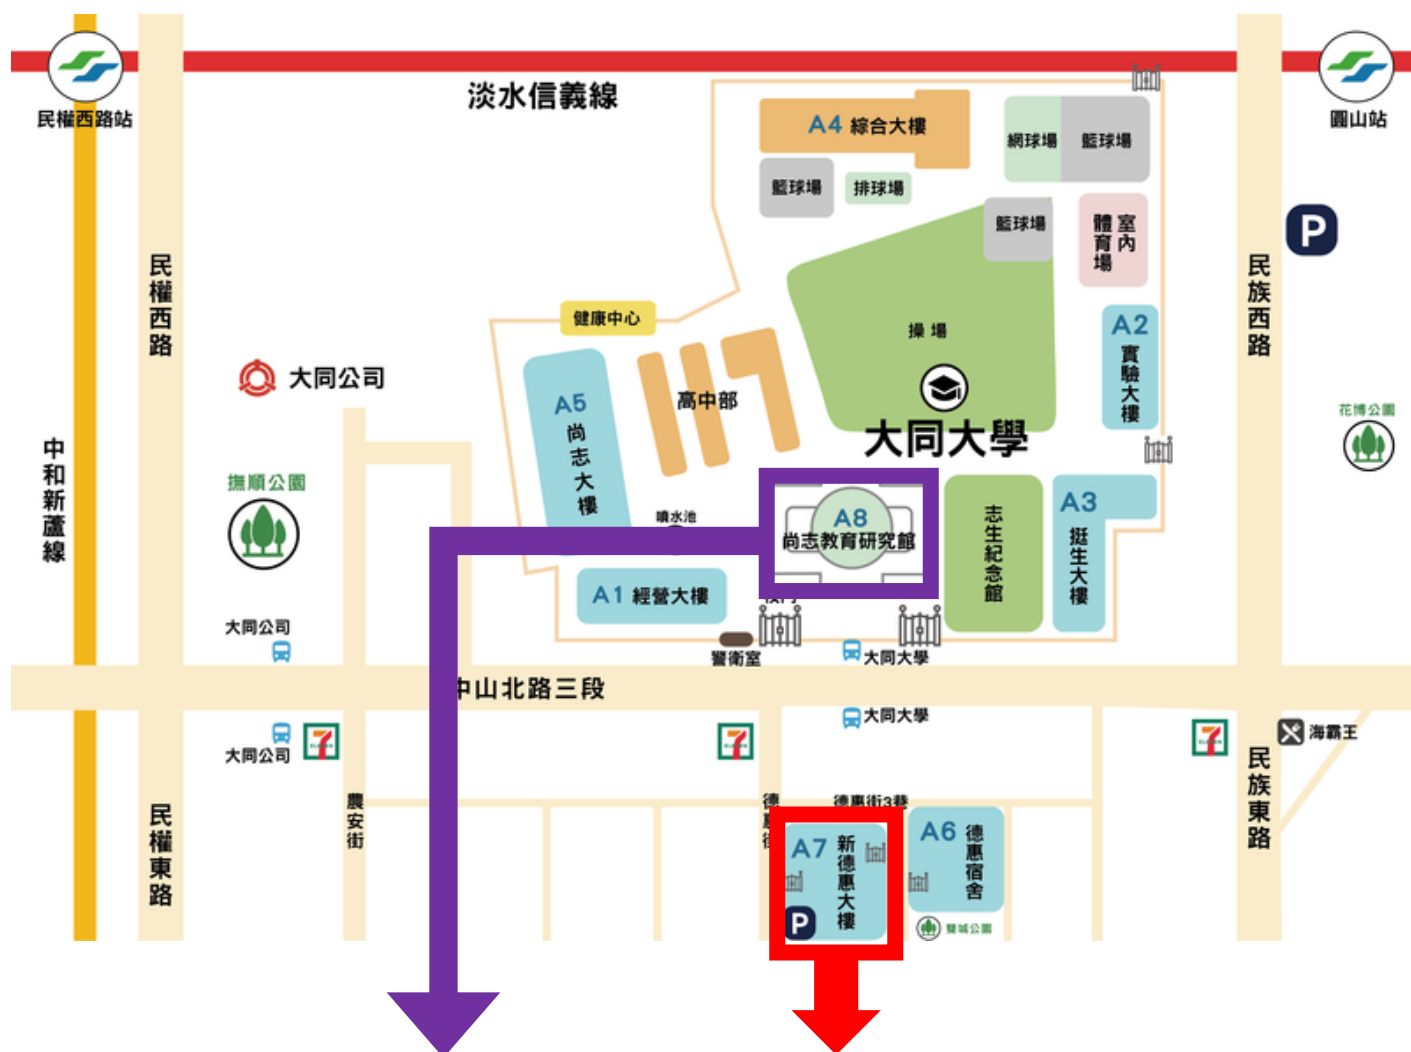 民權西路站
淡水信義線
圓山站
A4 綜合大樓
網球場
籃球場
籃球場
排球場
籃球場
室內體育場
P
民權西路
民族西路
健康中心
操場
A2 實驗大樓
大同公司
高中部
A5 尚志大樓
大同大學
花博公園
中和新蘆線
撫順公園
噴水池
A8
尚志教育研究館
志生紀念館
A3 挺生大樓
A1 經營大樓
大同公司
警衛室
大同大學
中山北路三段
大同大學
大同公司
7
7
7
海霸王
民族東路
農安街
民權東路
德惠街3巷
A7 新德惠大樓
P
A6 德惠宿舍
雙城公園